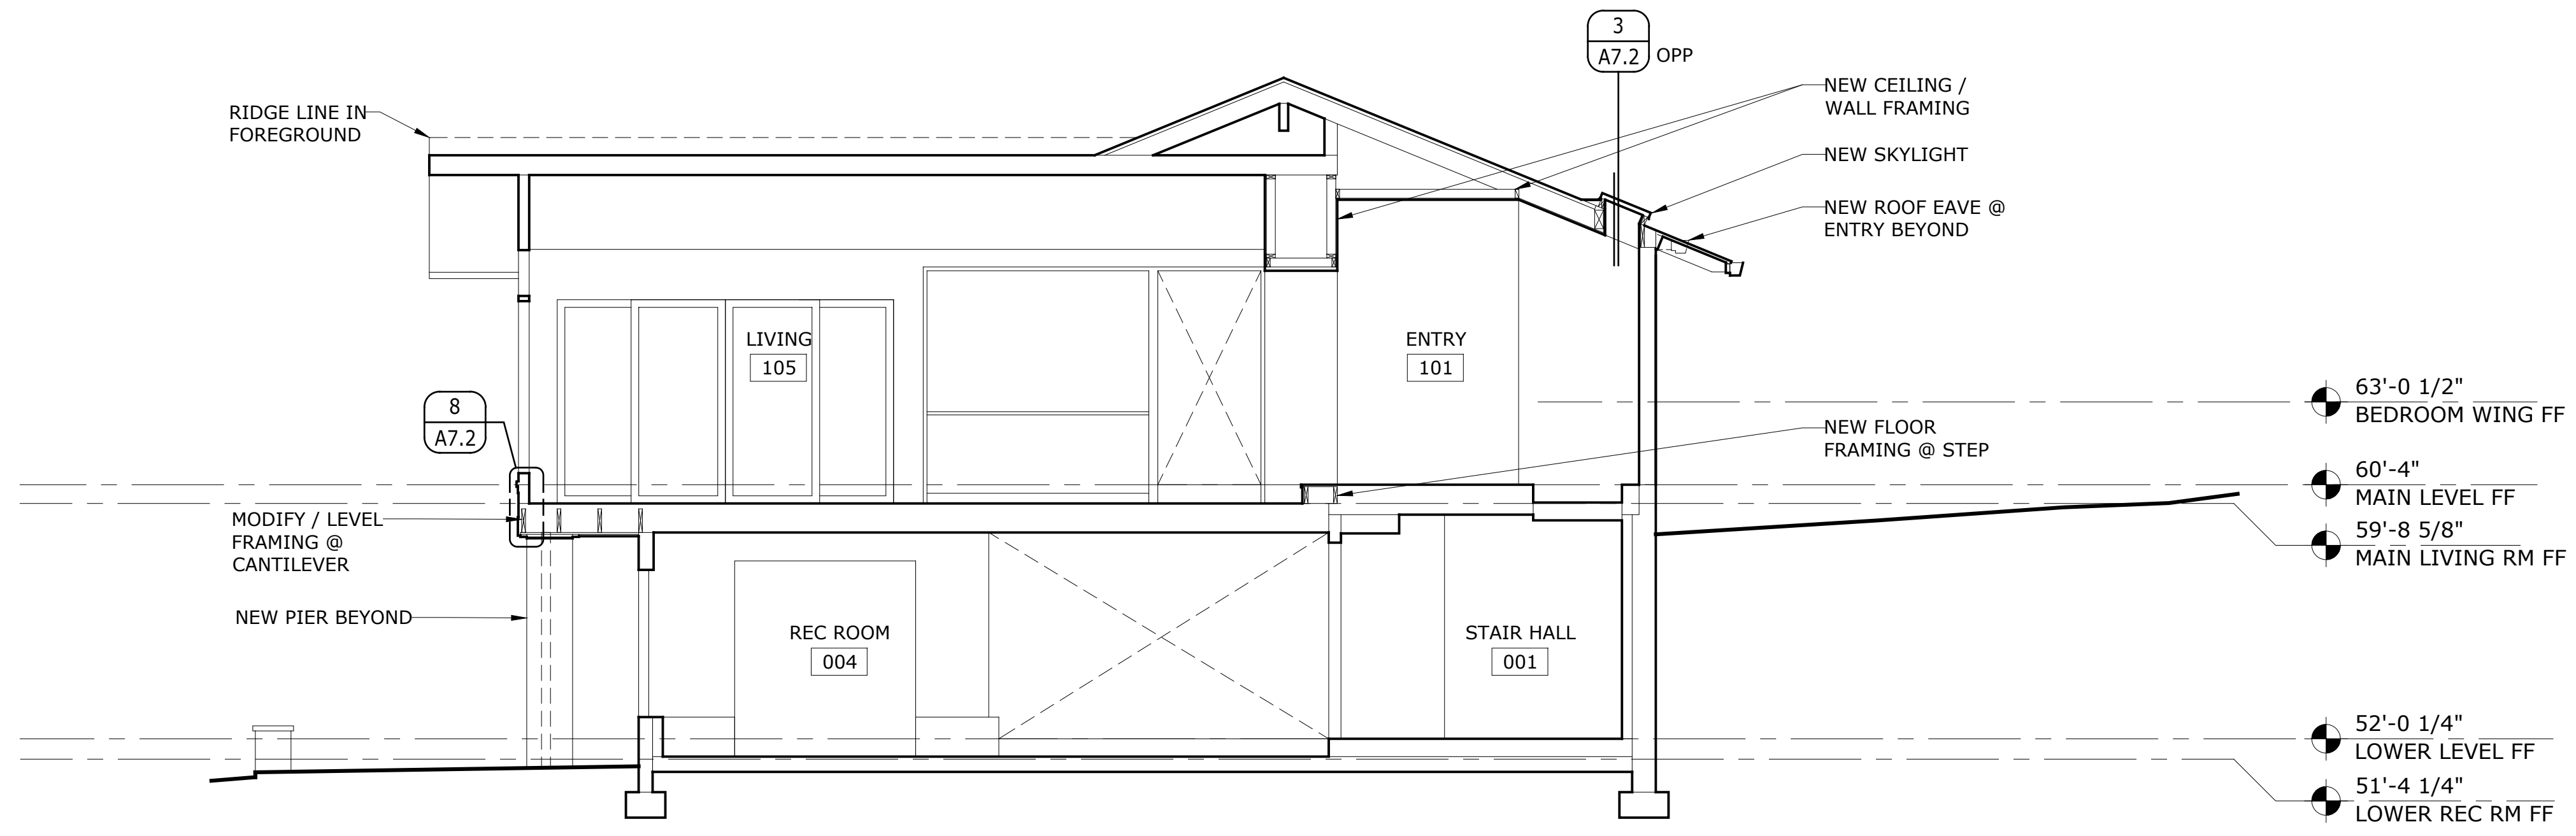 3
A7.2 OPP
RIDGE LINE IN
FOREGROUND
NEW CEILING /
WALL FRAMING
NEW SKYLIGHT
NEW ROOF EAVE @
ENTRY BEYOND
LIVING
105
ENTRY
101
8
A7.2
63'-0 1/2"
BEDROOM WING FF
NEW FLOOR
FRAMING @ STEP
60'-4"
MAIN LEVEL FF
MODIFY / LEVEL
FRAMING @
CANTILEVER
59'-8 5/8"
MAIN LIVING RM FF
NEW PIER BEYOND
REC ROOM
004
STAIR HALL
001
52'-0 1/4"
LOWER LEVEL FF
51'-4 1/4"
LOWER REC RM FF